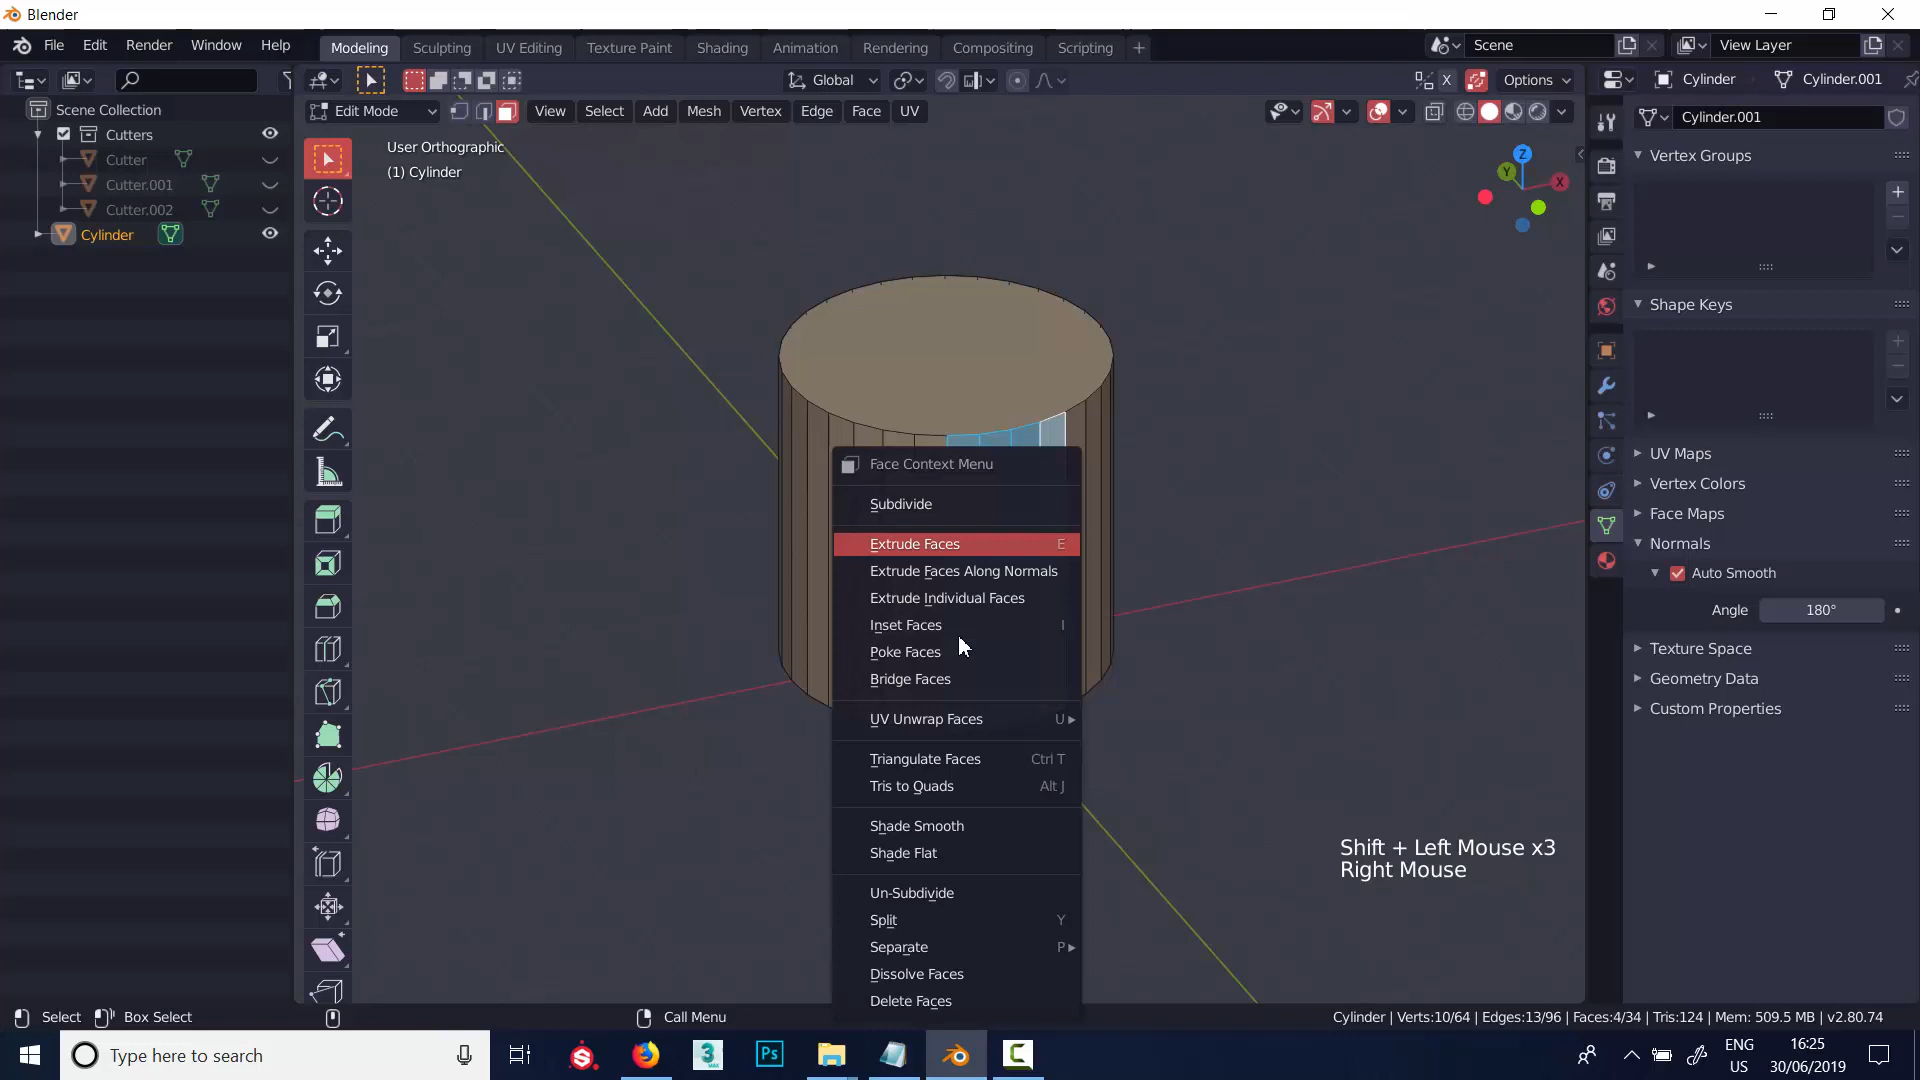 Blender
File Edit Render Window Help
Modeling Sculpting UV Editing Texture Paint Shading Animation Rendering Compositing Scripting
Scene
View Layer
Global
X
Options
Cylinder
Cylinder.001
Edit Mode
View Select Add Mesh Vertex Edge Face UV
Scene Collection
Cutters
Cutter
Cutter.001
Cutter.002
Cylinder
User Orthographic
(1) Cylinder
Z
Y
X
Face Context Menu
Subdivide
Extrude Faces E
Extrude Faces Along Normals
Extrude Individual Faces
Inset Faces I
Poke Faces
Bridge Faces
UV Unwrap Faces U
Triangulate Faces Ctrl T
Tris to Quads Alt J
Shade Smooth
Shade Flat
Un-Subdivide
Split Y
Separate P
Dissolve Faces
Delete Faces
Shift + Left Mouse x3
Right Mouse
Cylinder.001
Vertex Groups
Shape Keys
UV Maps
Vertex Colors
Face Maps
Normals
Auto Smooth
Angle 180°
Texture Space
Geometry Data
Custom Properties
Select Box Select Call Menu
Cylinder | Verts:10/64 | Edges:13/96 | Faces:4/34 | Tris:124 | Mem: 509.5 MB | v2.80.74
Type here to search
S
3
Ps
C
ENG
US
16:25
30/06/2019